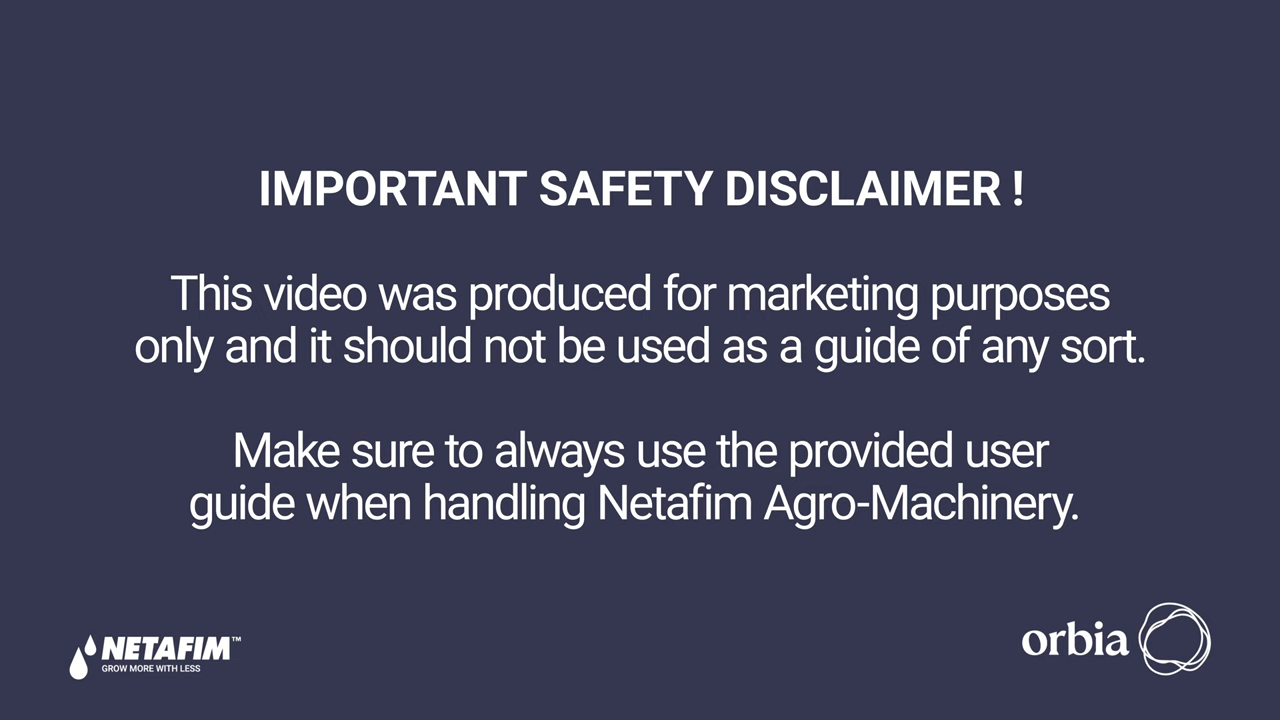 IMPORTANT SAFETY DISCLAIMER !
This video was produced for marketing purposes
only and it should not be used as a guide of any sort.
Make sure to always use the provided user
guide when handling Netafim Agro-Machinery.
NETAFIM™
GROW MORE WITH LESS
orbia